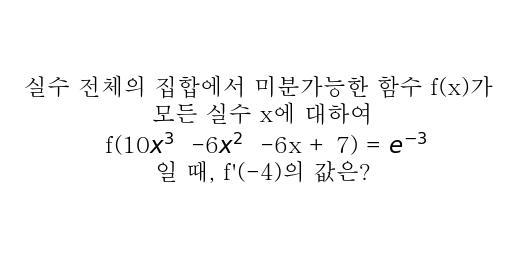 실수 전체의 집합에서 미분가능한 함수 f(x)가
모든 실수 x에 대하여
f(10x³ -6x² -6x + 7) = e⁻³
일 때, f'(-4)의 값은?